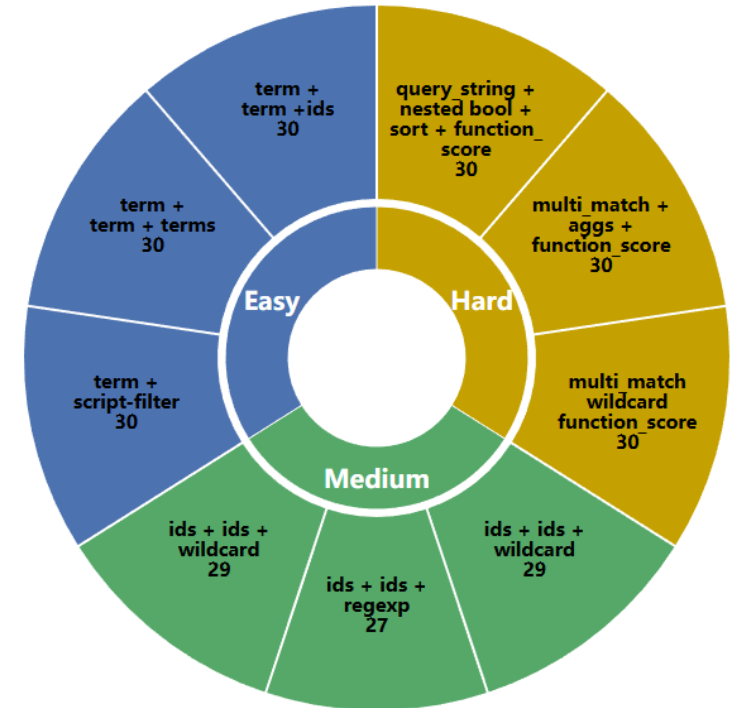 term +
term +ids
30
query_string +
nested bool +
sort + function_
score
30
term +
term + terms
30
multi_match +
aggs +
function_score
30
Easy
Hard
term +
script-filter
30
multi_match
wildcard
function_score
30
Medium
ids + ids +
wildcard
29
ids + ids +
regexp
27
ids + ids +
wildcard
29